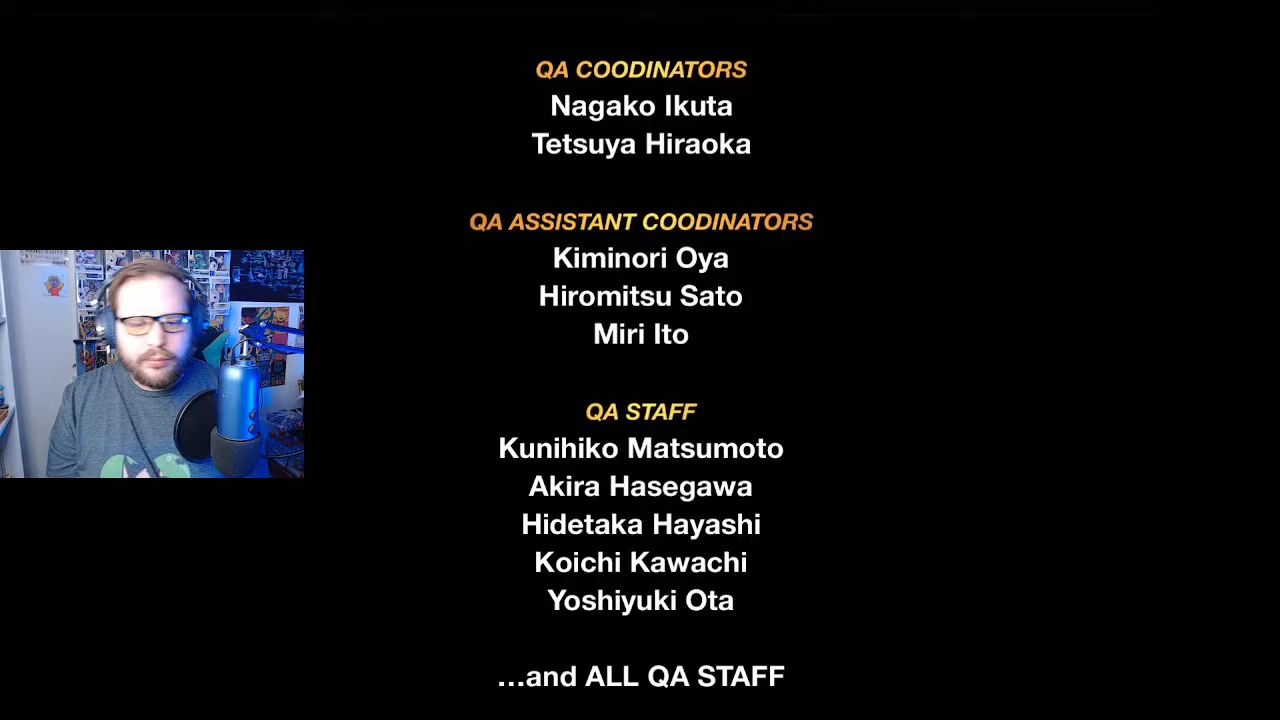 QA COODINATORS
Nagako Ikuta
Tetsuya Hiraoka
QA ASSISTANT COODINATORS
Kiminori Oya
Hiromitsu Sato
Miri Ito
QA STAFF
Kunihiko Matsumoto
Akira Hasegawa
Hidetaka Hayashi
Koichi Kawachi
Yoshiyuki Ota
...and ALL QA STAFF